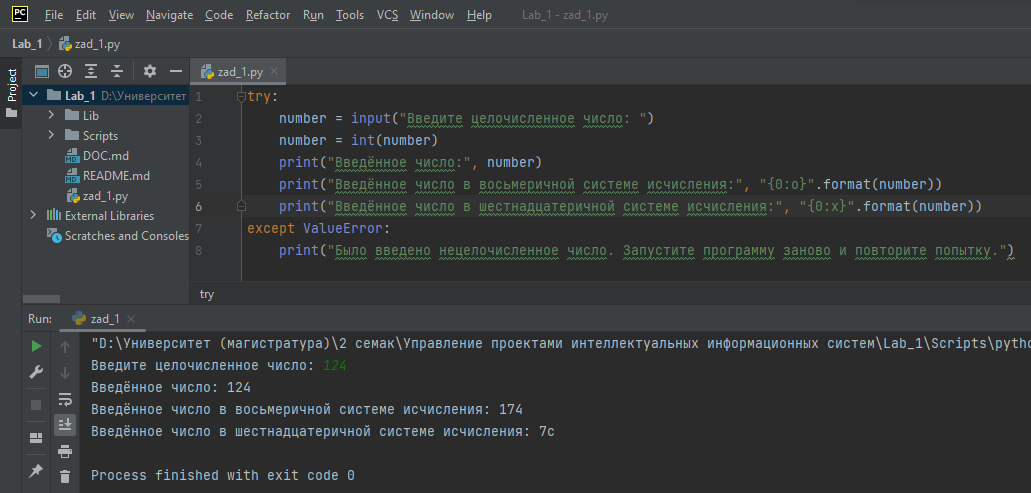 PC File Edit View Navigate Code Refactor Run Tools VCS Window Help Lab_1 - zad_1.py
Lab_1 zad_1.py
Project
zad_1.py
Lab_1 D:\Университет
Lib
Scripts
DOC.md
README.md
zad_1.py
External Libraries
Scratches and Consoles
1 try:
2 number = input("Введите целочисленное число: ")
3 number = int(number)
4 print("Введённое число:", number)
5 print("Введённое число в восьмеричной системе исчисления:", "{0:o}".format(number))
6 print("Введённое число в шестнадцатеричной системе исчисления:", "{0:x}".format(number))
7 except ValueError:
8 print("Было введено нецелочисленное число. Запустите программу заново и повторите попытку.")
try
Run: zad_1
"D:\Университет (магистратура)\2 семак\Управление проектами интеллектуальных информационных систем\Lab_1\Scripts\pytho
Введите целочисленное число: 124
Введённое число: 124
Введённое число в восьмеричной системе исчисления: 174
Введённое число в шестнадцатеричной системе исчисления: 7c
Process finished with exit code 0